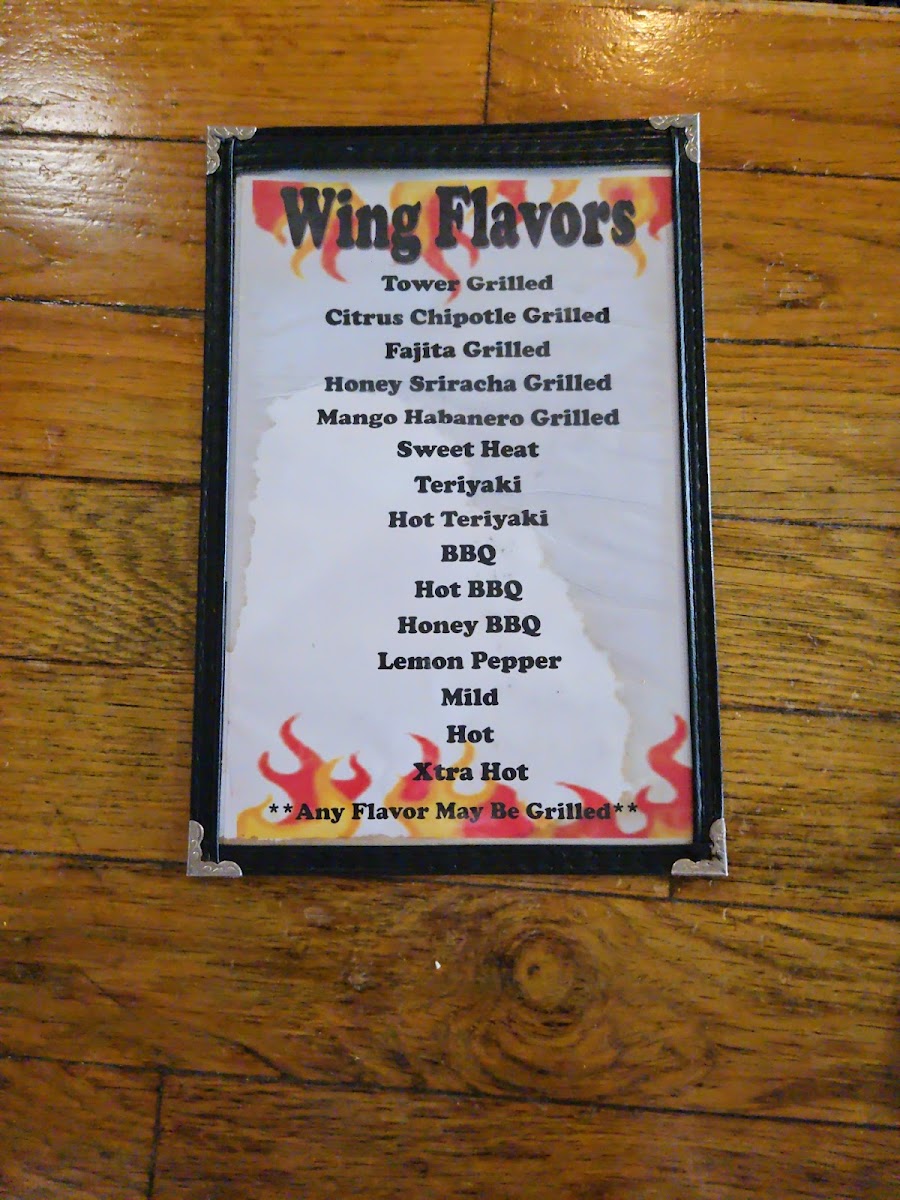 Wing Flavors
Tower Grilled
Citrus Chipotle Grilled
Fajita Grilled
Honey Sriracha Grilled
Mango Habanero Grilled
Sweet Heat
Teriyaki
Hot Teriyaki
BBQ
Hot BBQ
Honey BBQ
Lemon Pepper
Mild
Hot
Xtra Hot
**Any Flavor May Be Grilled**